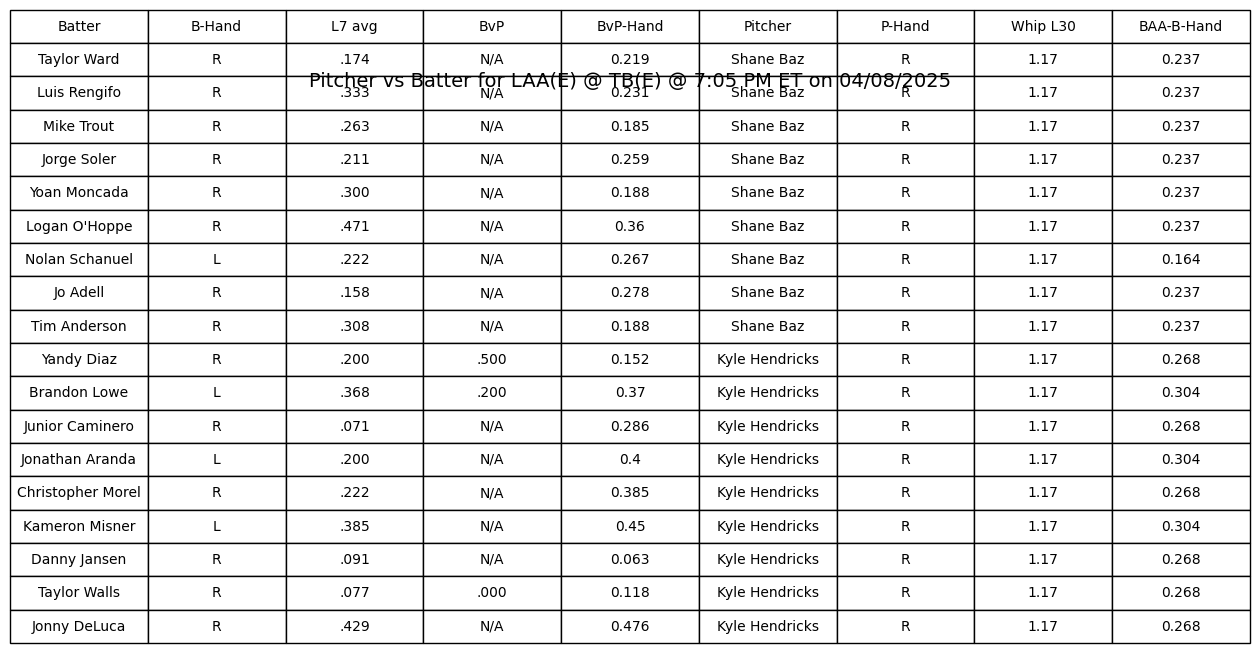 Batter B-Hand L7 avg BvP BvP-Hand Pitcher P-Hand Whip L30 BAA-B-Hand
Taylor Ward R .174 N/A 0.219 Shane Baz R 1.17 0.237
Pitcher vs Batter for LAA(E) @ TB(E) @ 7:05 PM ET on 04/08/2025
Luis Rengifo R .333 N/A 0.231 Shane Baz R 1.17 0.237
Mike Trout R .263 N/A 0.185 Shane Baz R 1.17 0.237
Jorge Soler R .211 N/A 0.259 Shane Baz R 1.17 0.237
Yoan Moncada R .300 N/A 0.188 Shane Baz R 1.17 0.237
Logan O'Hoppe R .471 N/A 0.36 Shane Baz R 1.17 0.237
Nolan Schanuel L .222 N/A 0.267 Shane Baz R 1.17 0.164
Jo Adell R .158 N/A 0.278 Shane Baz R 1.17 0.237
Tim Anderson R .308 N/A 0.188 Shane Baz R 1.17 0.237
Yandy Diaz R .200 .500 0.152 Kyle Hendricks R 1.17 0.268
Brandon Lowe L .368 .200 0.37 Kyle Hendricks R 1.17 0.304
Junior Caminero R .071 N/A 0.286 Kyle Hendricks R 1.17 0.268
Jonathan Aranda L .200 N/A 0.4 Kyle Hendricks R 1.17 0.304
Christopher Morel R .222 N/A 0.385 Kyle Hendricks R 1.17 0.268
Kameron Misner L .385 N/A 0.45 Kyle Hendricks R 1.17 0.304
Danny Jansen R .091 N/A 0.063 Kyle Hendricks R 1.17 0.268
Taylor Walls R .077 .000 0.118 Kyle Hendricks R 1.17 0.268
Jonny DeLuca R .429 N/A 0.476 Kyle Hendricks R 1.17 0.268